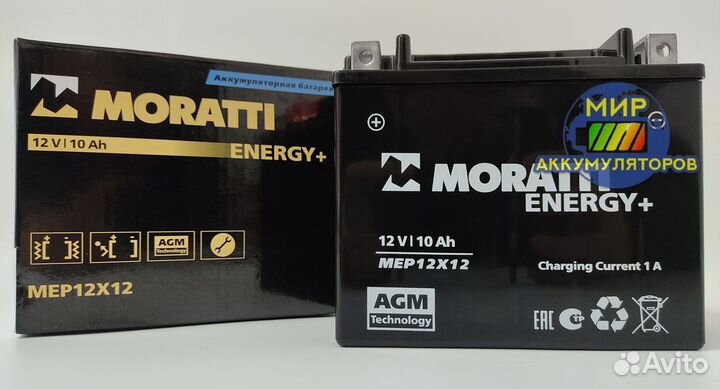 Аккумуляторная батарея
MORATTI
12 V | 10 Ah
ENERGY+
AGM
Technology
MEP12X12
МИР
АККУМУЛЯТОРОВ
MORATTI
ENERGY+
12 V | 10 Ah
MEP12X12
Charging Current 1 A
AGM
Technology
EAC
Avito